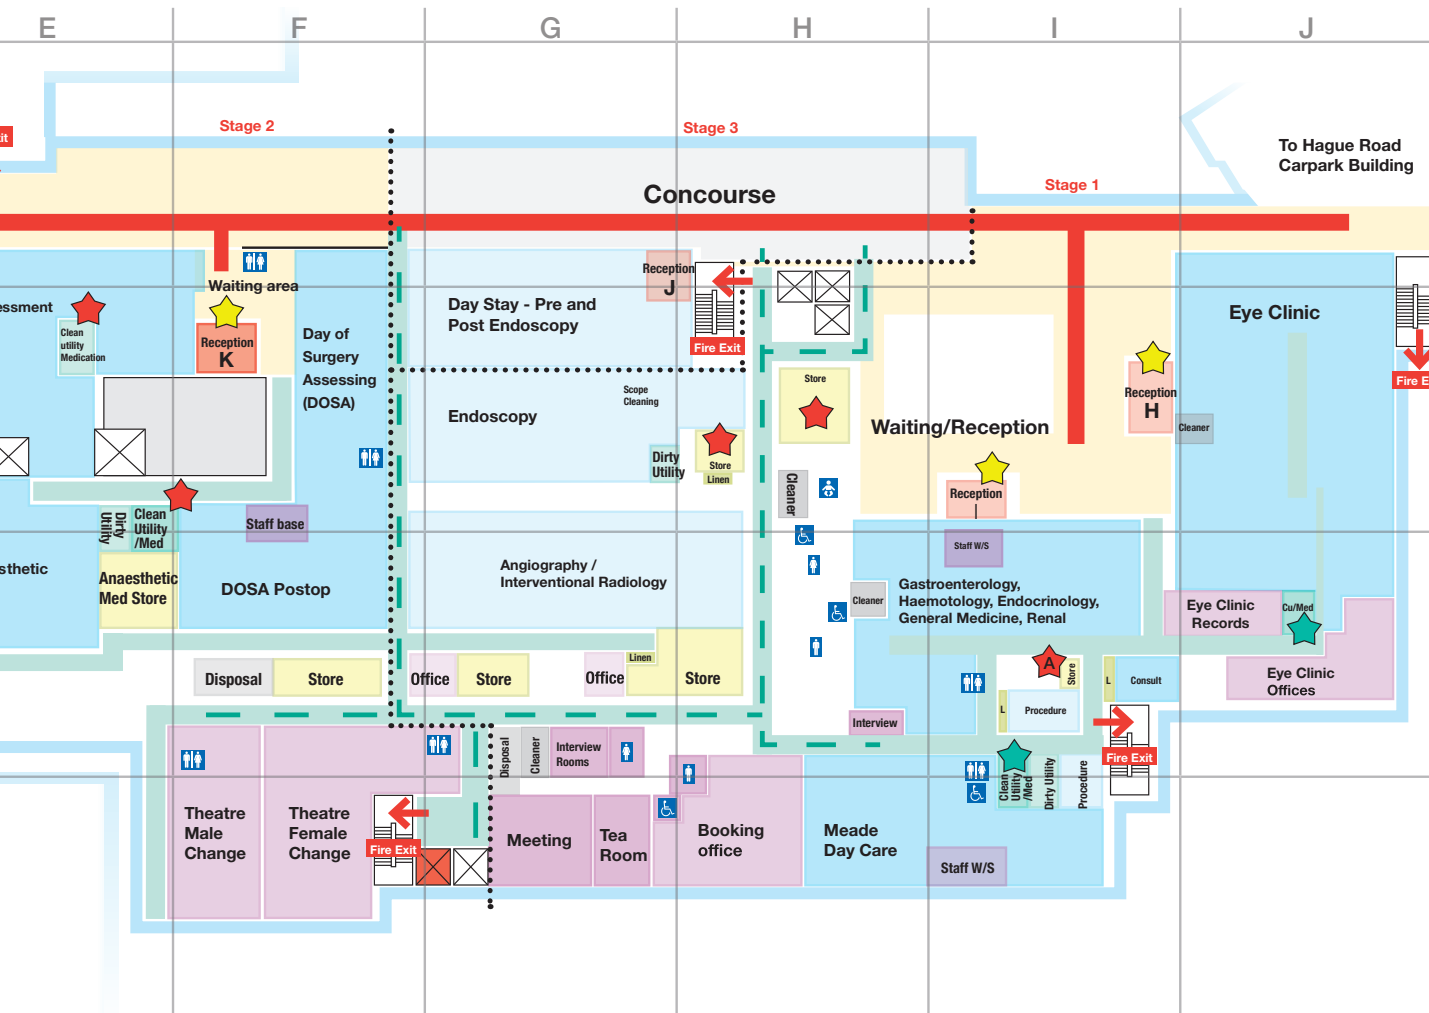 E
F
G
H
I
J
Stage 2
Stage 3
Stage 1
To Hague Road
Carpark Building
Concourse
Waiting area
Reception
K
Clean
utility
Medication
Day of
Surgery
Assessing
(DOSA)
Day Stay - Pre and
Post Endoscopy
Reception
J
Fire Exit
Endoscopy
Scope
Cleaning
Dirty
Utility
Store
Linen
Store
Waiting/Reception
Reception
H
Cleaner
Eye Clinic
Fire E
Cleaner
Reception
I
Staff W/S
Dirty
Utility
Clean
Utility
/Med
Staff base
Anaesthetic
Med Store
DOSA Postop
Angiography /
Interventional Radiology
Cleaner
Gastroenterology,
Haemotology, Endocrinology,
General Medicine, Renal
Eye Clinic
Records
Cu/Med
Eye Clinic
Offices
Disposal
Store
Office
Store
Office
Linen
Store
A
Store
L
Consult
L
Procedure
Interview
Fire Exit
Disposal
Cleaner
Interview
Rooms
Clean
Utility
/Med
Dirty Utility
Procedure
Theatre
Male
Change
Theatre
Female
Change
Fire Exit
Meeting
Tea
Room
Booking
office
Meade
Day Care
Staff W/S